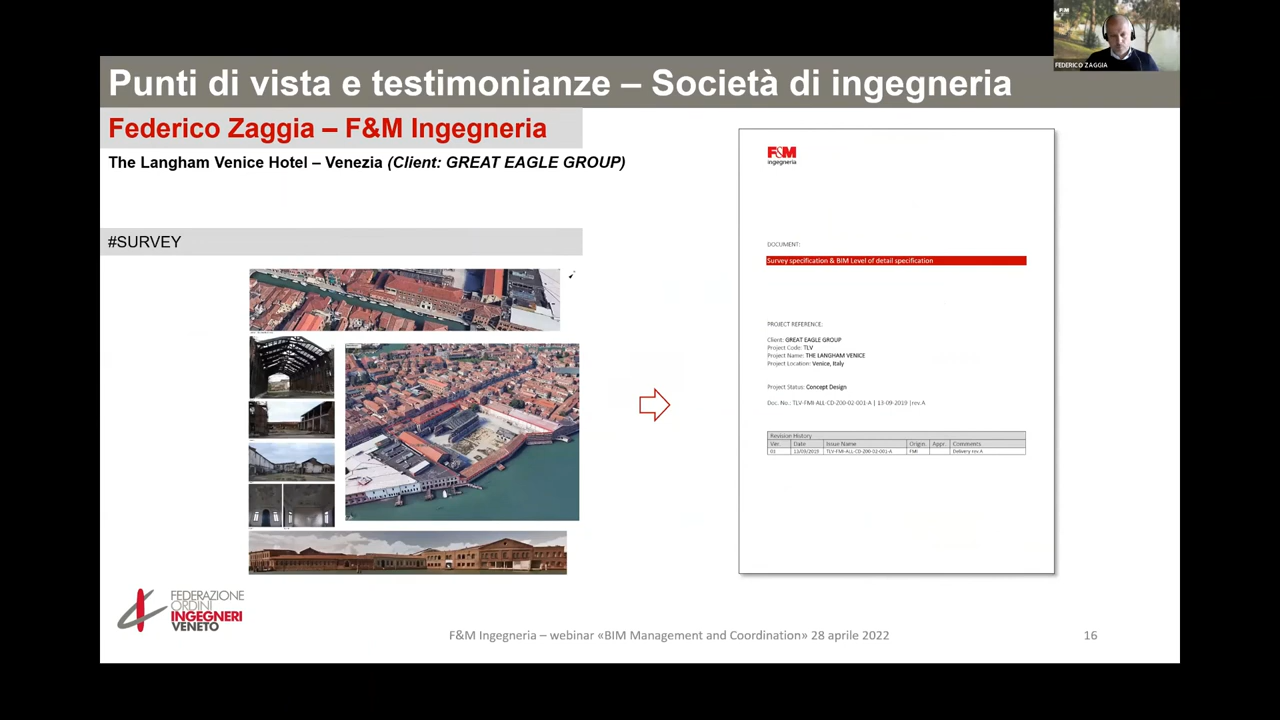 F&M
FEDERICO ZAGGIA
Punti di vista e testimonianze – Società di ingegneria
Federico Zaggia – F&M Ingegneria
The Langham Venice Hotel – Venezia (Client: GREAT EAGLE GROUP)
#SURVEY
F&M
ingegneria
DOCUMENT:
Survey specification & BIM Level of detail specification
PROJECT REFERENCE:
Client: GREAT EAGLE GROUP
Project Code: TLV
Project Name: THE LANGHAM VENICE
Project Location: Venice, Italy
Project Status: Concept Design
Doc. No.: TLV-FMI-ALL-CD-Z00-02-001-A | 13-09-2019 |rev.A
Revision History
Ver. Date Issue Name Origin. Appr. Comments
13/09/2019 TLV-FMI-ALL-CD-Z00-02-001-A FMI Delivery rev.A
FEDERAZIONE
ORDINI
INGEGNERI
VENETO
F&M Ingegneria – webinar «BIM Management and Coordination» 28 aprile 2022
16